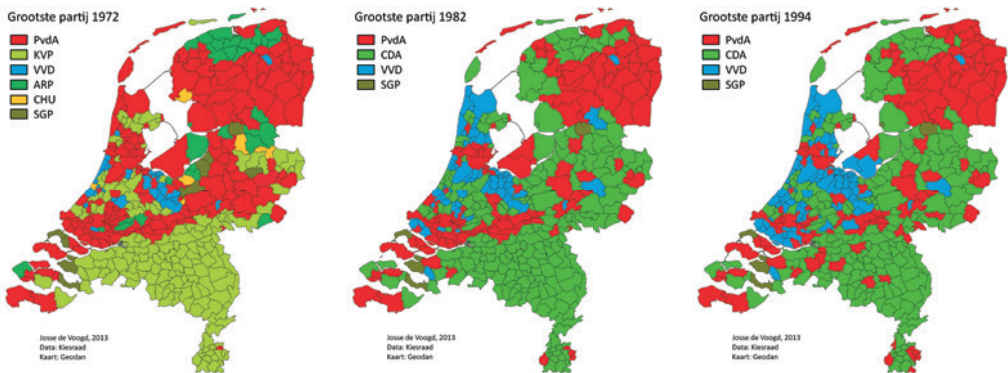 Grootste partij 1972
PvdA
KVP
VVD
ARP
CHU
SGP
Josse de Voogd, 2013
Data: Kiesraad
Kaart: Geodan
Grootste partij 1982
PvdA
CDA
VVD
SGP
Josse de Voogd, 2013
Data: Kiesraad
Kaart: Geodan
Grootste partij 1994
PvdA
CDA
VVD
SGP
Josse de Voogd, 2013
Data: Kiesraad
Kaart: Geodan